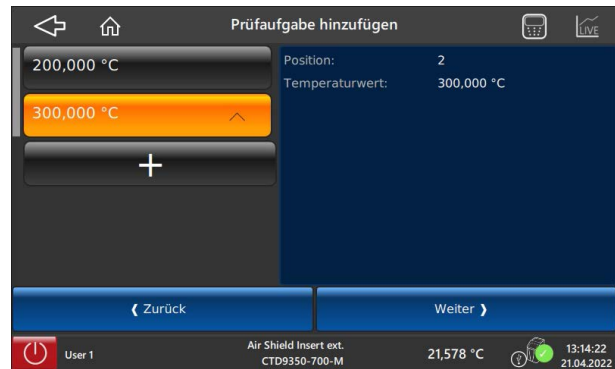 Prüfaufgabe hinzufügen
LIVE
200,000 °C
300,000 °C
+
Position: 2
Temperaturwert: 300,000 °C
❰ Zurück
Weiter ❱
User 1
Air Shield Insert ext.
CTD9350-700-M
21,578 °C
?
13:14:22
21.04.2022